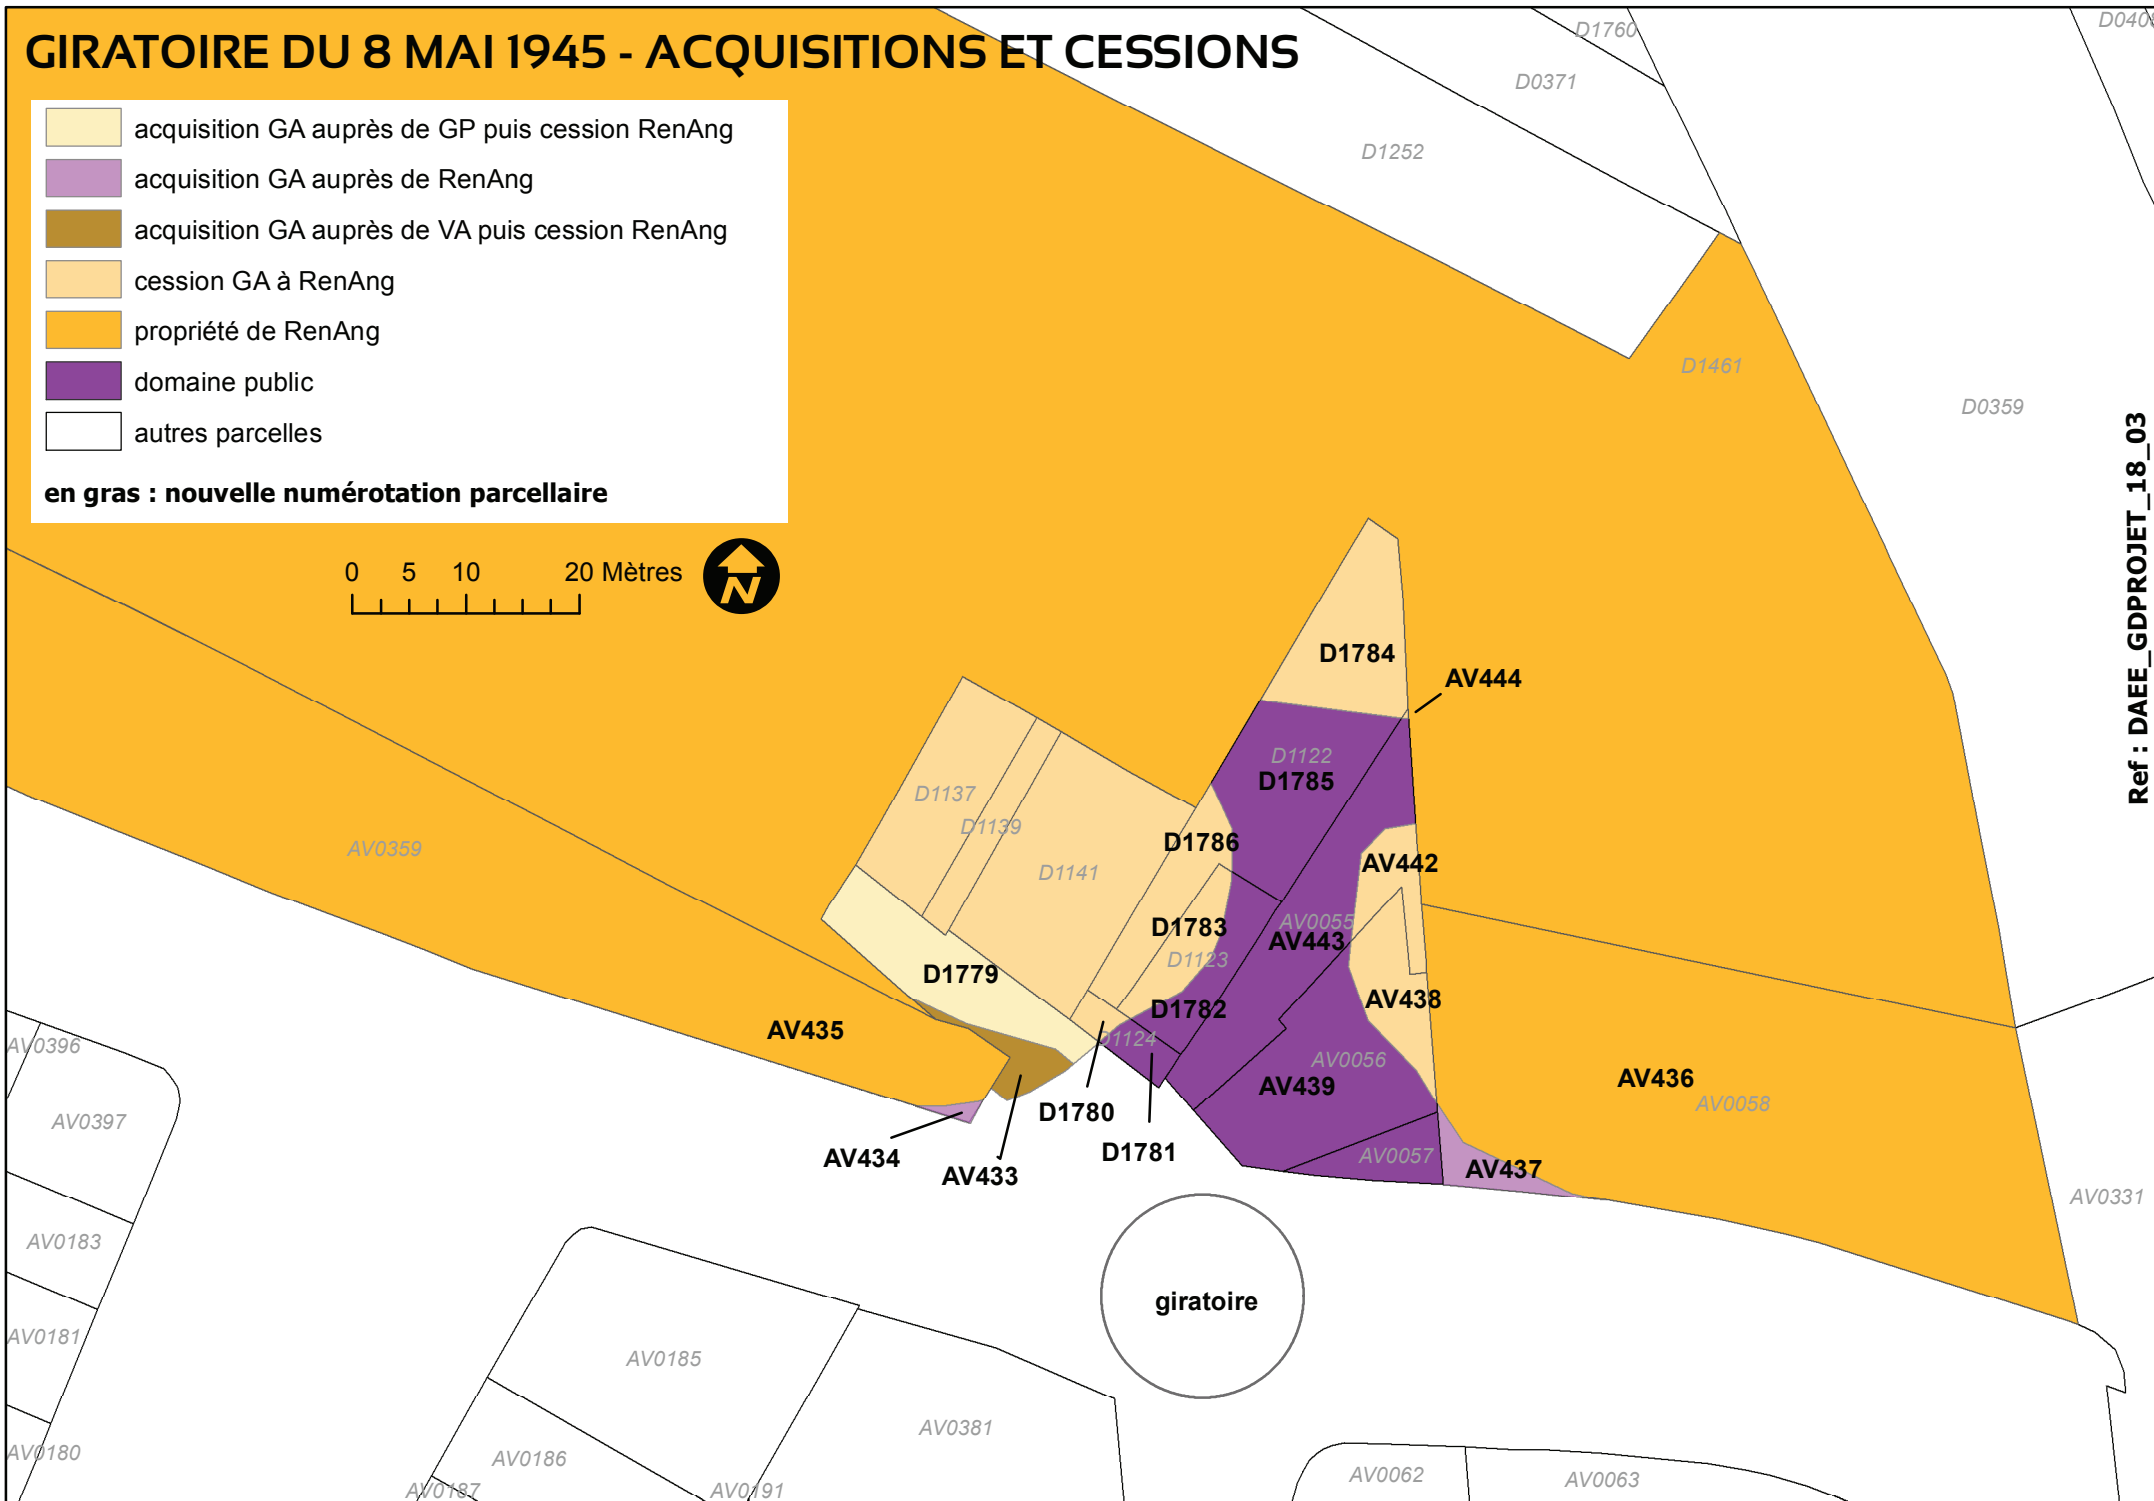 GIRATOIRE DU 8 MAI 1945 - ACQUISITIONS ET CESSIONS
acquisition GA auprès de GP puis cession RenAng
acquisition GA auprès de RenAng
acquisition GA auprès de VA puis cession RenAng
cession GA à RenAng
propriété de RenAng
domaine public
autres parcelles
en gras : nouvelle numérotation parcellaire
0 5 10 20 Mètres
N
D1760
D0371
D1252
D1461
D0359
Ref : DAEE_GDPROJET_18_03
D1784
AV444
D1122
D1785
D1137
D1139
D1141
D1786
AV442
AV0359
D1783
AV0055
AV443
D1123
D1779
AV438
D1782
AV435
D1124
AV0056
AV439
AV436
AV0058
D1780
D1781
AV434
AV433
AV0057
AV437
AV0331
AV0396
AV0397
AV0183
AV0181
AV0180
giratoire
AV0185
AV0381
AV0186
AV0187
AV0191
AV0062
AV0063